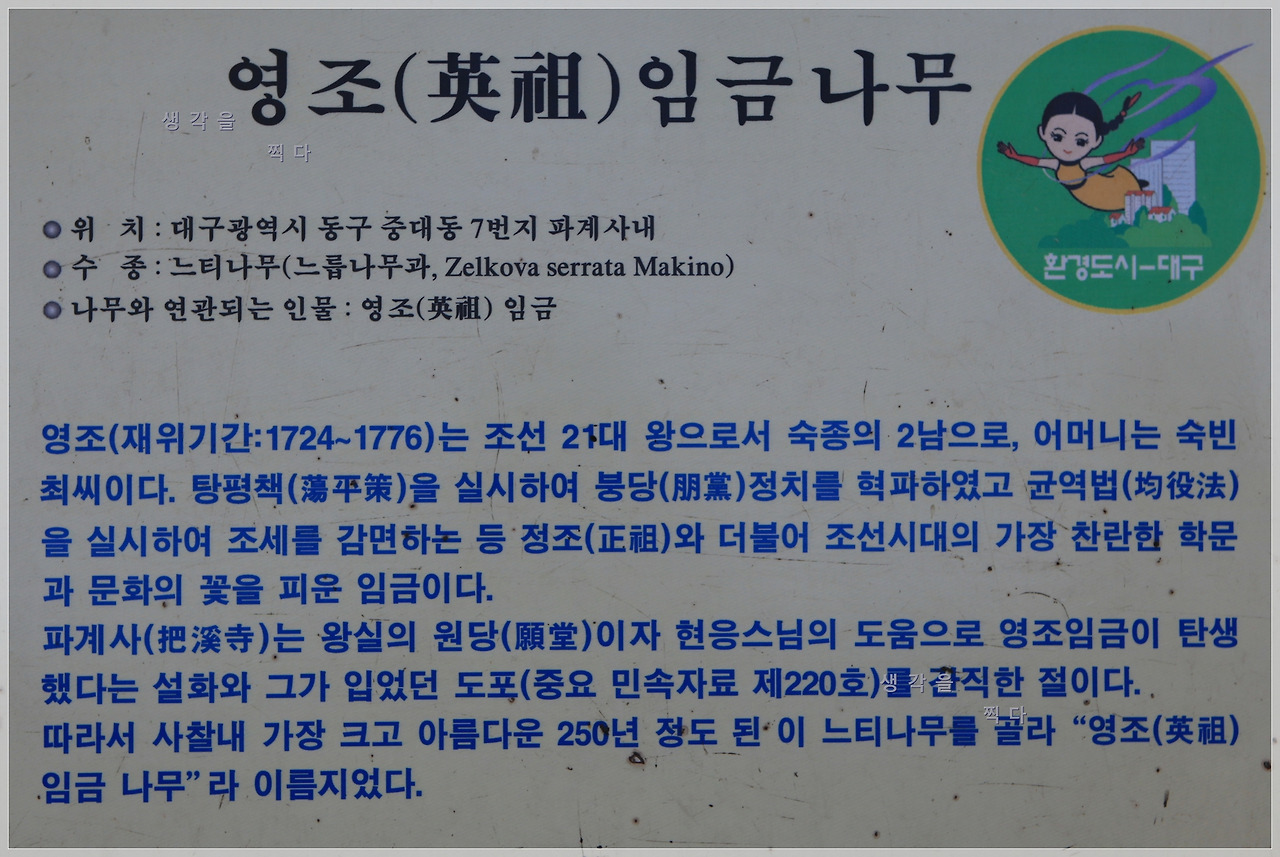 영조(英祖)임금나무
생각을
찍다
위 치 : 대구광역시 동구 중대동 7번지 파계사내
수 종 : 느티나무(느릅나무과, Zelkova serrata Makino)
나무와 연관되는 인물 : 영조(英祖) 임금
환경도시-대구
영조(재위기간:1724~1776)는 조선 21대 왕으로서 숙종의 2남으로, 어머니는 숙빈
최씨이다. 탕평책(蕩平策)을 실시하여 붕당(朋黨)정치를 혁파하였고 균역법(均役法)
을 실시하여 조세를 감면하는 등 정조(正祖)와 더불어 조선시대의 가장 찬란한 학문
과 문화의 꽃을 피운 임금이다.
파계사(把溪寺)는 왕실의 원당(願堂)이자 현응스님의 도움으로 영조임금이 탄생
했다는 설화와 그가 입었던 도포(중요 민속자료 제220호)를 간직한 절이다.
생각을
찍다
따라서 사찰내 가장 크고 아름다운 250년 정도 된 이 느티나무를 골라 “영조(英祖)
임금 나무”라 이름지었다.